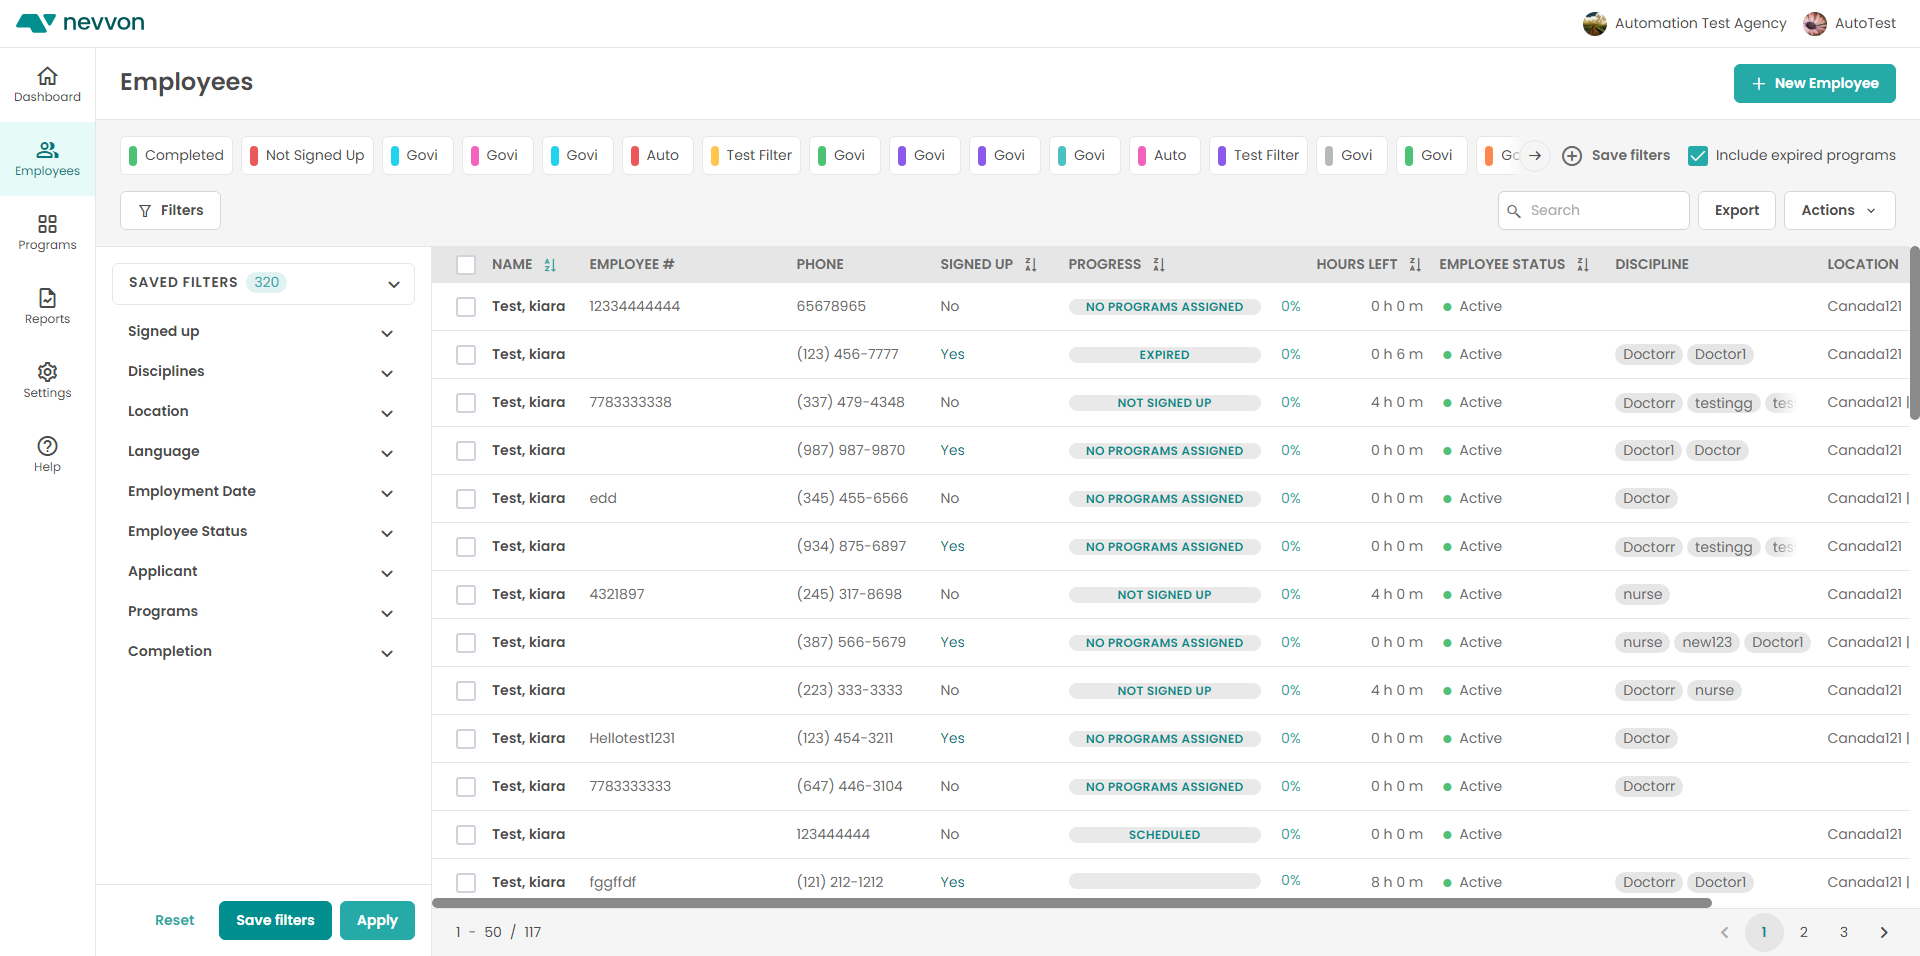 nevvon
Automation Test Agency AutoTest
Dashboard
Employees
Programs
Reports
Settings
Help
Employees
New Employee
Completed Not Signed Up Govi Govi Govi Auto Test Filter Govi Govi Govi Govi Auto Test Filter Govi Govi Save filters Include expired programs
Filters Search Export Actions
SAVED FILTERS 320
Signed up
Disciplines
Location
Language
Employment Date
Employee Status
Applicant
Programs
Completion
Reset Save filters Apply
NAME EMPLOYEE # PHONE SIGNED UP PROGRESS HOURS LEFT EMPLOYEE STATUS DISCIPLINE LOCATION
Test, kiara 12334444444 65678965 No NO PROGRAMS ASSIGNED 0% 0 h 0 m Active Canada121
Test, kiara (123) 456-7777 Yes EXPIRED 0% 0 h 6 m Active Doctorr Doctor1 Canada121
Test, kiara 7783333338 (337) 479-4348 No NOT SIGNED UP 0% 4 h 0 m Active Doctorr testingg tes Canada121 |
Test, kiara (987) 987-9870 Yes NO PROGRAMS ASSIGNED 0% 0 h 0 m Active Doctor1 Doctor Canada121
Test, kiara edd (345) 455-6566 No NO PROGRAMS ASSIGNED 0% 0 h 0 m Active Doctor Canada121 |
Test, kiara (934) 875-6897 Yes NO PROGRAMS ASSIGNED 0% 0 h 0 m Active Doctorr testingg tes Canada121
Test, kiara 4321897 (245) 317-8698 No NOT SIGNED UP 0% 4 h 0 m Active nurse Canada121
Test, kiara (387) 566-5679 Yes NO PROGRAMS ASSIGNED 0% 0 h 0 m Active nurse new123 Doctor1 Canada121 |
Test, kiara (223) 333-3333 No NOT SIGNED UP 0% 4 h 0 m Active Doctorr nurse Canada121
Test, kiara Hellotest1231 (123) 454-3211 Yes NO PROGRAMS ASSIGNED 0% 0 h 0 m Active Doctor Canada121 |
Test, kiara 7783333333 (647) 446-3104 No NO PROGRAMS ASSIGNED 0% 0 h 0 m Active Doctorr
Test, kiara 123444444 No SCHEDULED 0% 0 h 0 m Active Canada121
Test, kiara fggffdf (121) 212-1212 Yes 0% 8 h 0 m Active Doctorr Doctor1 Canada121 |
1 - 50 / 117 1 2 3